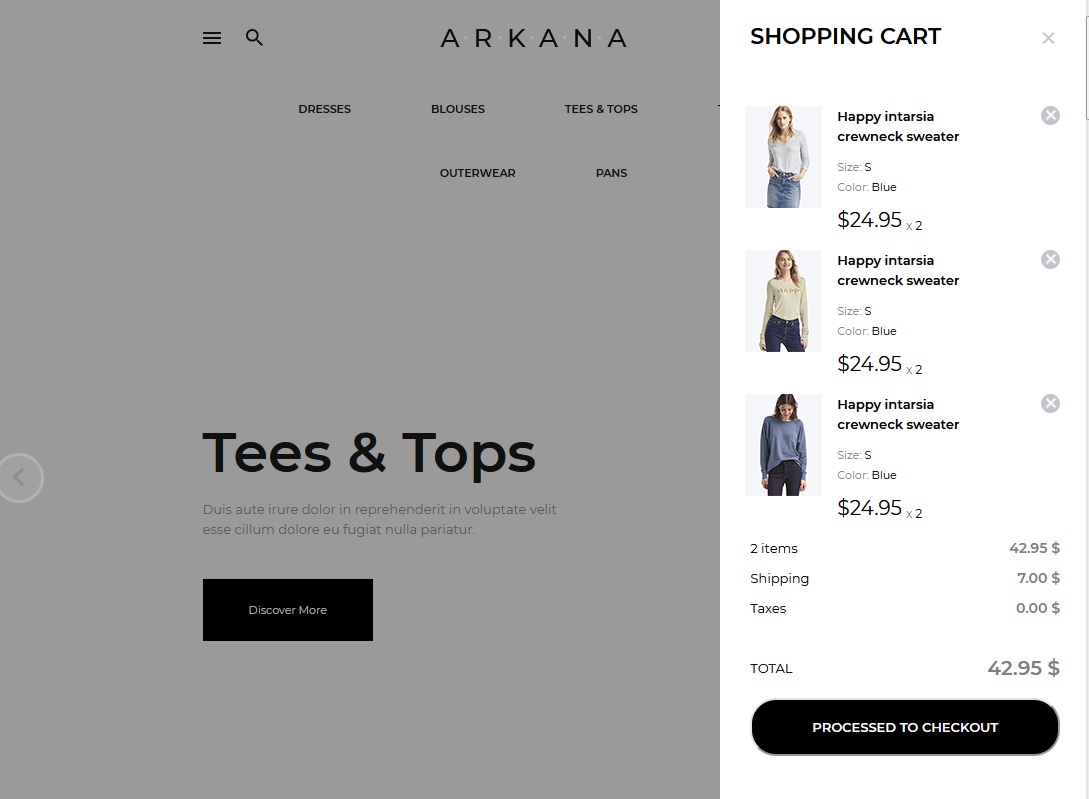 A·R·K·A·N·A
DRESSES BLOUSES TEES & TOPS
OUTERWEAR PANS
Tees & Tops
Duis aute irure dolor in reprehenderit in voluptate velit
esse cillum dolore eu fugiat nulla pariatur.
Discover More
SHOPPING CART
Happy intarsia
crewneck sweater
Size: S
Color: Blue
$24.95 x 2
Happy intarsia
crewneck sweater
Size: S
Color: Blue
$24.95 x 2
Happy intarsia
crewneck sweater
Size: S
Color: Blue
$24.95 x 2
2 items 42.95 $
Shipping 7.00 $
Taxes 0.00 $
TOTAL 42.95 $
PROCESSED TO CHECKOUT